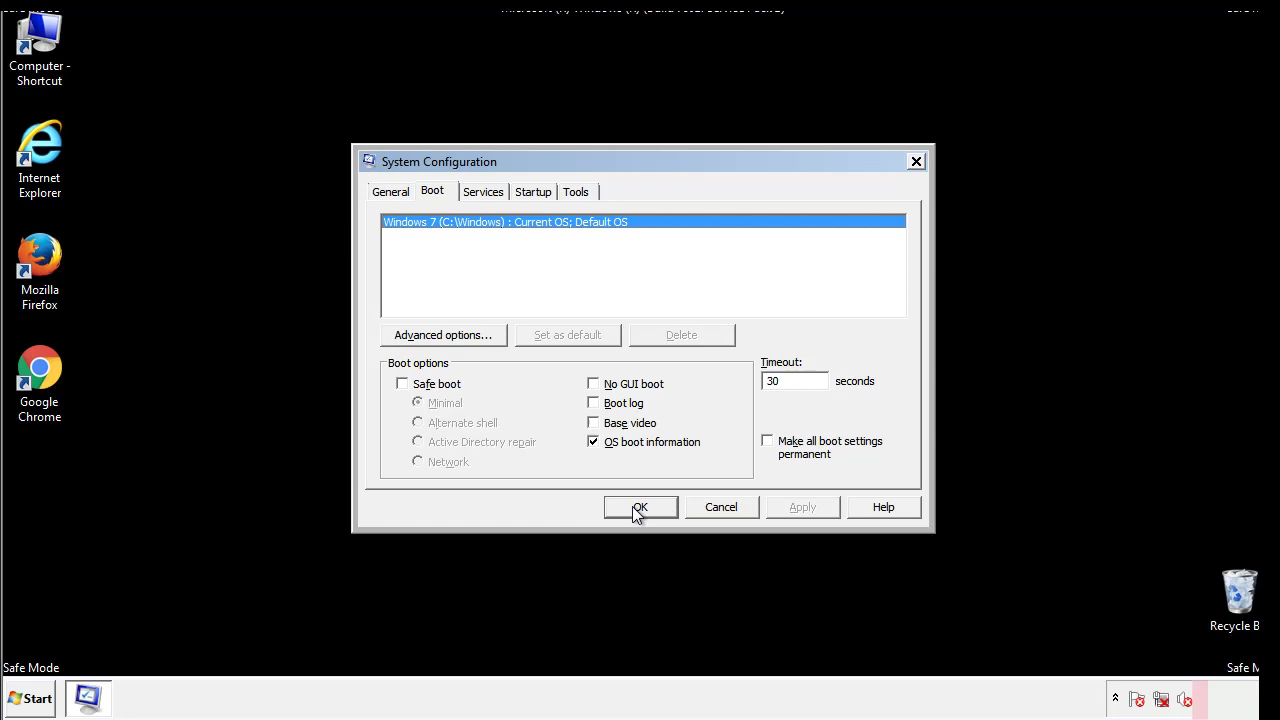 Computer -
Shortcut
Internet
Explorer
Mozilla
Firefox
Google
Chrome
System Configuration
General Boot Services Startup Tools
Windows 7 (C:\Windows) : Current OS; Default OS
Advanced options... Set as default Delete
Boot options
Safe boot
Minimal
Alternate shell
Active Directory repair
Network
No GUI boot
Boot log
Base video
OS boot information
Timeout:
30 seconds
Make all boot settings
permanent
OK Cancel Apply Help
Recycle B
Safe Mode Safe M
Start